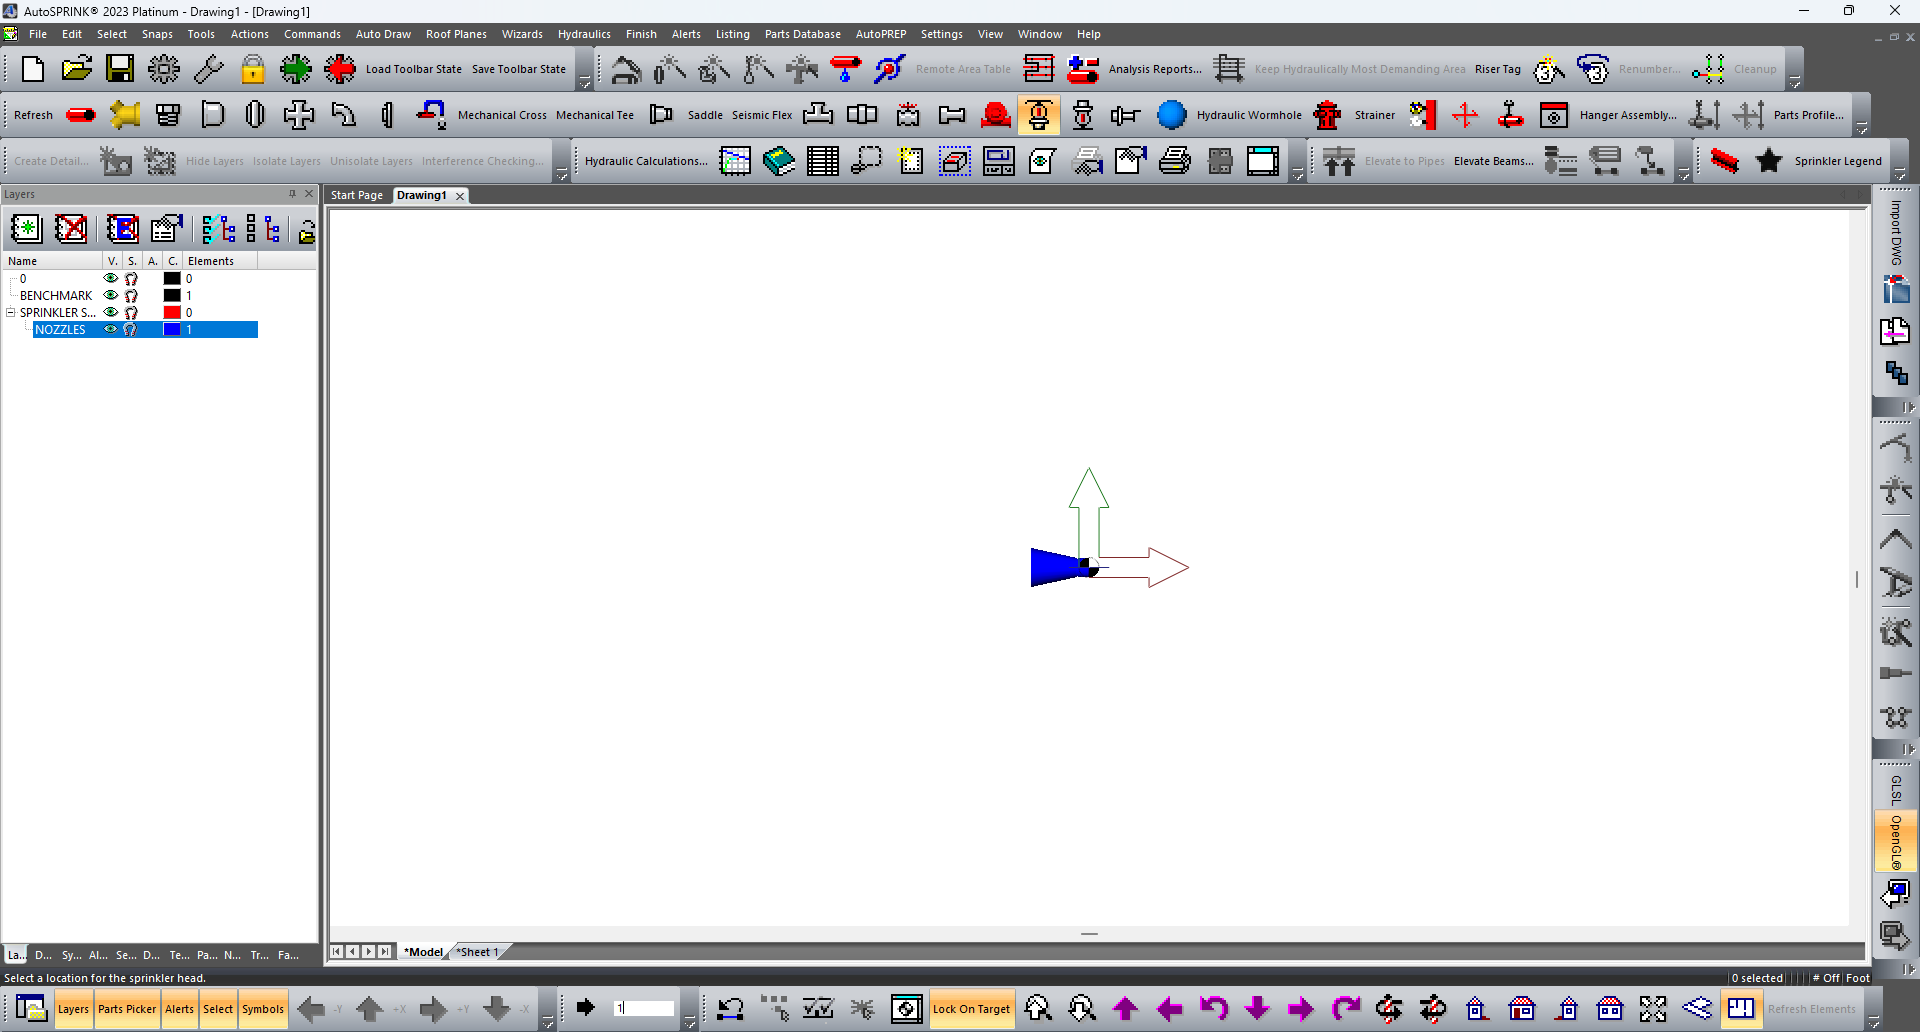 AutoSPRINK® 2023 Platinum - Drawing1 - [Drawing1]
File Edit Select Snaps Tools Actions Commands Auto Draw Roof Planes Wizards Hydraulics Finish Alerts Listing Parts Database AutoPREP Settings View Window Help
Load Toolbar State Save Toolbar State Remote Area Table Analysis Reports... Keep Hydraulically Most Demanding Area Riser Tag Renumber... Cleanup
Refresh Mechanical Cross Mechanical Tee Saddle Seismic Flex Hydraulic Wormhole Strainer Hanger Assembly... Parts Profile...
Create Detail... Hide Layers Isolate Layers Unisolate Layers Interference Checking... Hydraulic Calculations... Elevate to Pipes Elevate Beams... Sprinkler Legend
Layers
Start Page Drawing1
Name V. S. A. C. Elements
0 0
BENCHMARK 1
SPRINKLER S... 0
NOZZLES 1
Import DWG
GLSL
OpenGL®
La... D... Sy... Al... Se... D... Te... Pa... N... Tr... Fa...
*Model *Sheet 1
Select a location for the sprinkler head.
0 selected # Off Foot
Layers Parts Picker Alerts Select Symbols -Y +X +Y -X 1 Lock On Target Refresh Elements